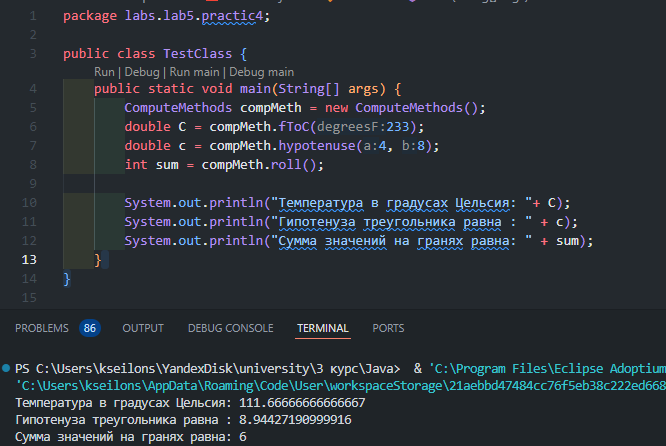 1 package labs.lab5.practic4;
2
3 public class TestClass {
Run | Debug | Run main | Debug main
4 public static void main(String[] args) {
5 ComputeMethods compMeth = new ComputeMethods();
6 double C = compMeth.fToC(degreesF:233);
7 double c = compMeth.hypotenuse(a:4, b:8);
8 int sum = compMeth.roll();
9
10 System.out.println("Температура в градусах Цельсия: "+ C);
11 System.out.println("Гипотенуза треугольника равна : " + c);
12 System.out.println("Сумма значений на гранях равна: " + sum);
13 }
14 }
15
PROBLEMS 86 OUTPUT DEBUG CONSOLE TERMINAL PORTS
PS C:\Users\kseilons\YandexDisk\university\3 курс\Java> & 'C:\Program Files\Eclipse Adoptium
'C:\Users\kseilons\AppData\Roaming\Code\User\workspaceStorage\21aebbd47484cc76f5eb38c222ed668
Температура в градусах Цельсия: 111.66666666666667
Гипотенуза треугольника равна : 8.94427190999916
Сумма значений на гранях равна: 6